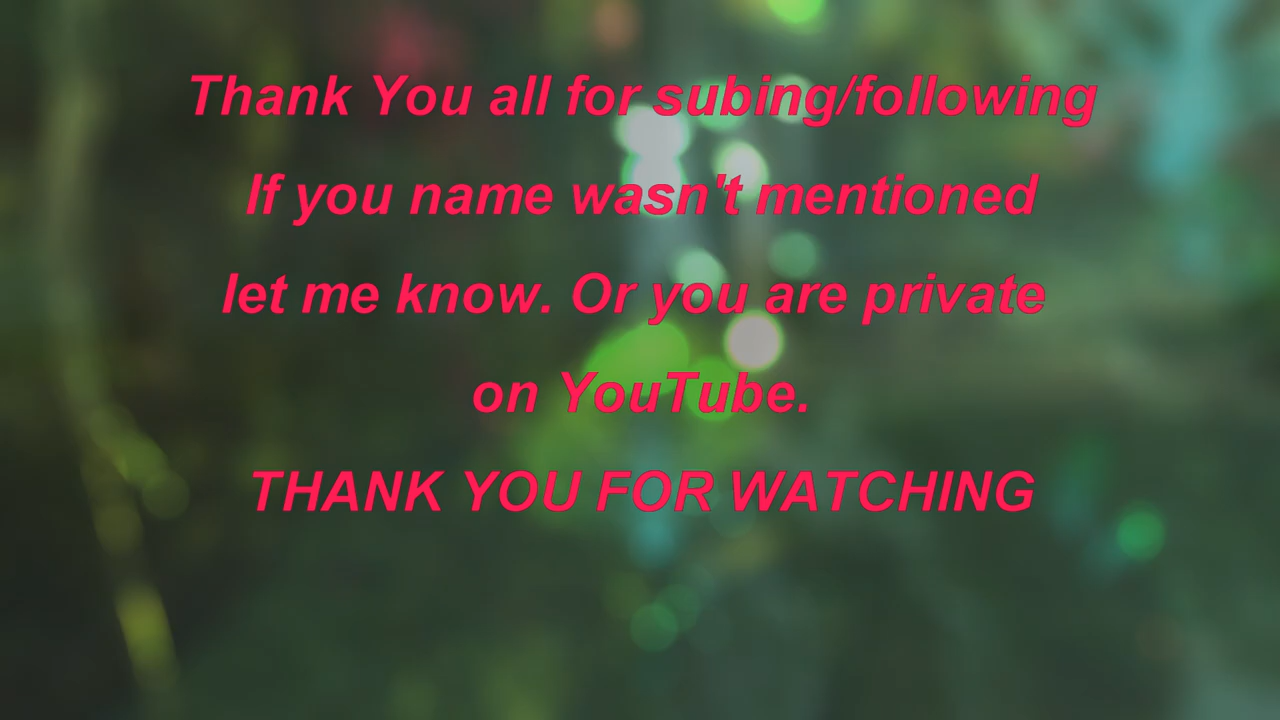 Thank You all for subing/following
If you name wasn't mentioned
let me know. Or you are private
on YouTube.
THANK YOU FOR WATCHING